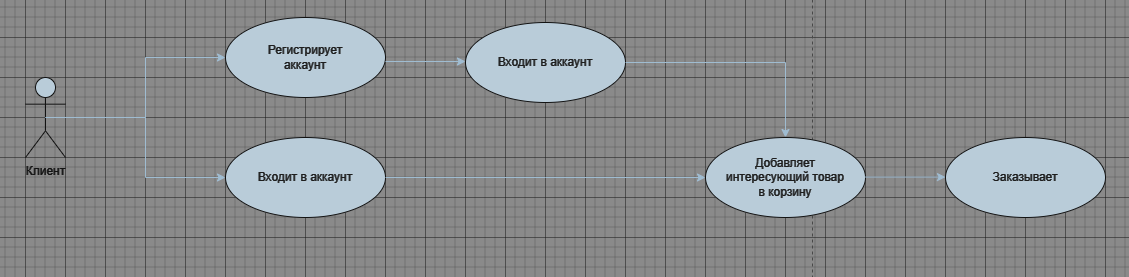 Регистрирует
аккаунт
Входит в аккаунт
Клиент
Входит в аккаунт
Добавляет
интересующий товар
в корзину
Заказывает